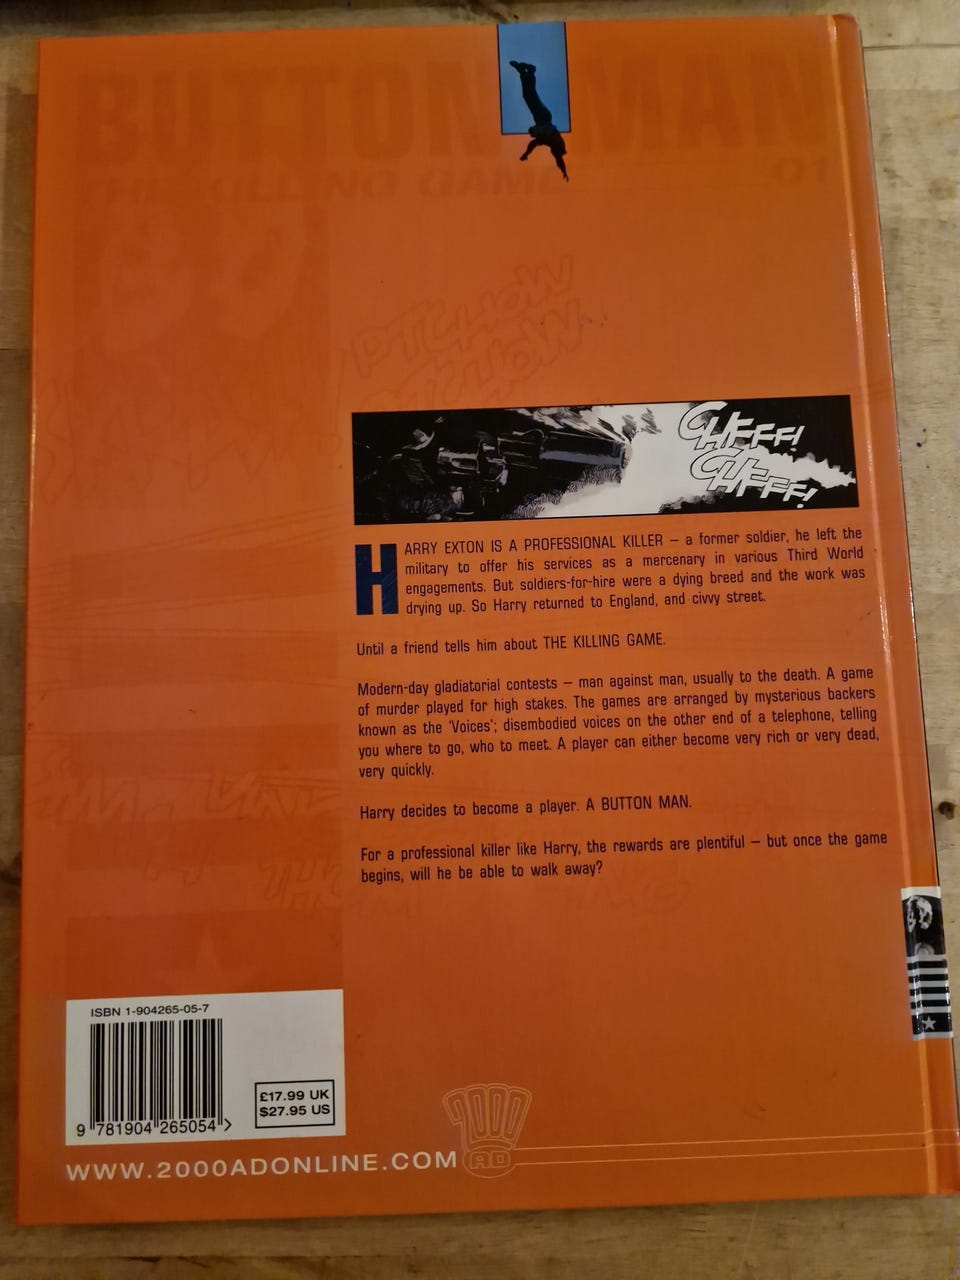 BUTTON MAN
THE KILLING GAME 01
PTCHOW
PTCHOW
CHFFF!
CHFFFF!
HARRY EXTON IS A PROFESSIONAL KILLER – a former soldier, he left the
military to offer his services as a mercenary in various Third World
engagements. But soldiers-for-hire were a dying breed and the work was
drying up. So Harry returned to England, and civvy street.
Until a friend tells him about THE KILLING GAME.
Modern-day gladiatorial contests – man against man, usually to the death. A game
of murder played for high stakes. The games are arranged by mysterious backers
known as the 'Voices'; disembodied voices on the other end of a telephone, telling
you where to go, who to meet. A player can either become very rich or very dead,
very quickly.
Harry decides to become a player. A BUTTON MAN.
For a professional killer like Harry, the rewards are plentiful – but once the game
begins, will he be able to walk away?
ISBN 1-904265-05-7
£17.99 UK
$27.95 US
9 781904 265054 >
2000
AD
WWW.2000ADONLINE.COM